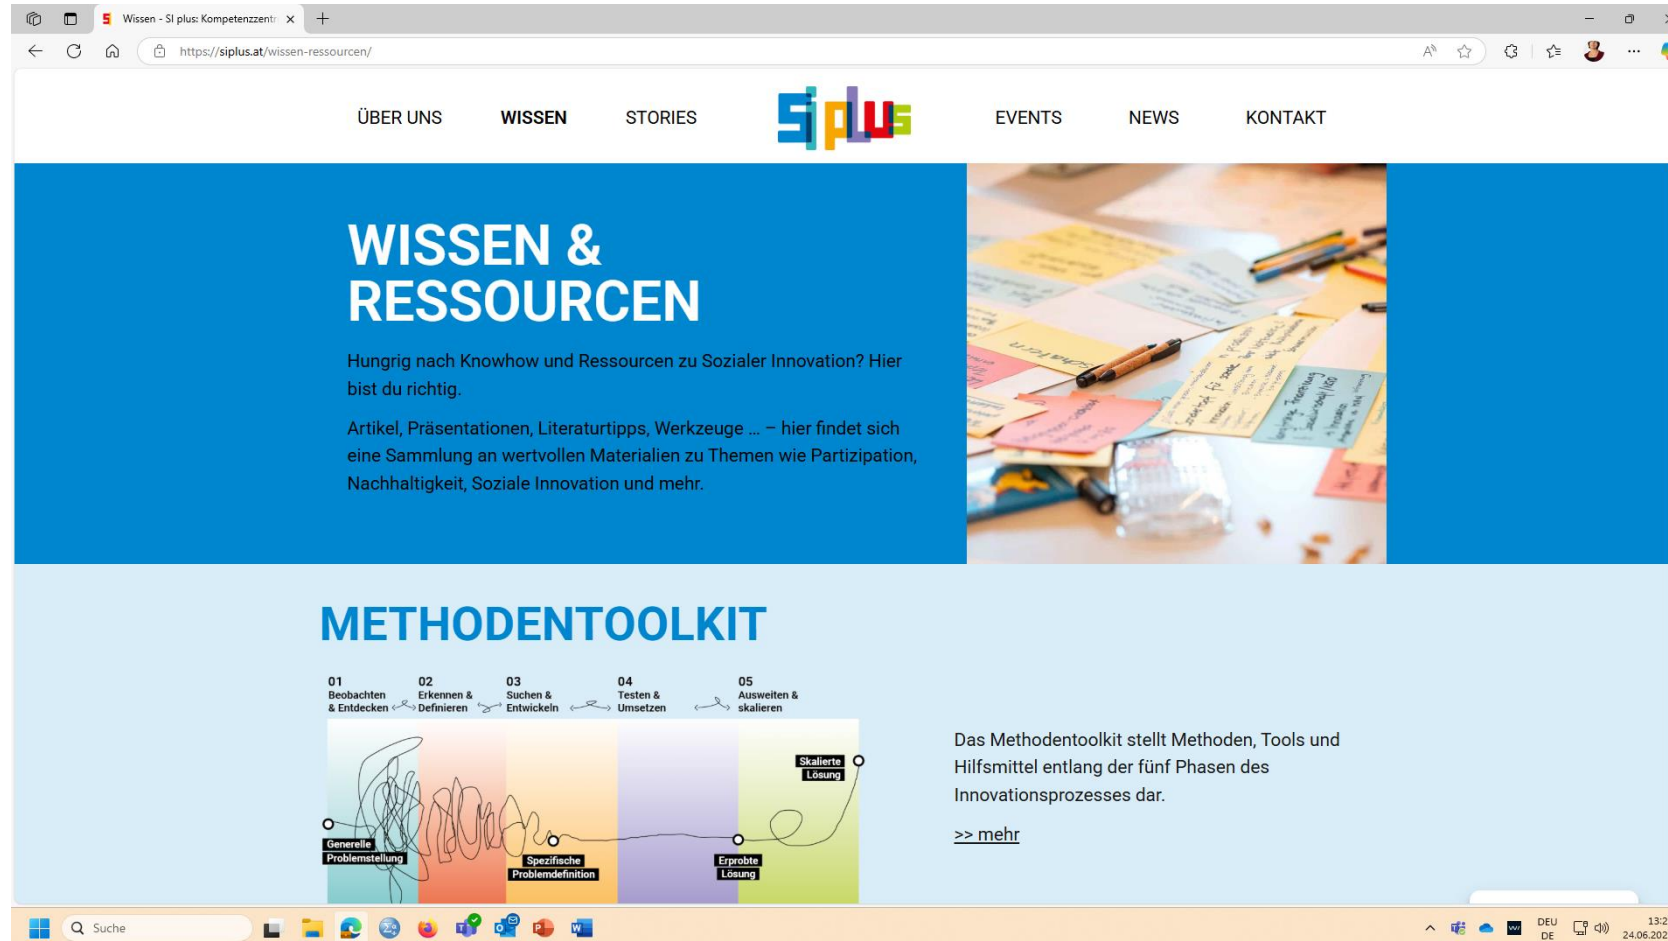 Wissen - SI plus: Kompetenzzentr
https://siplus.at/wissen-ressourcen/
ÜBER UNS
WISSEN
STORIES
Si plus
EVENTS
NEWS
KONTAKT
WISSEN &
RESSOURCEN
Hungrig nach Knowhow und Ressourcen zu Sozialer Innovation? Hier
bist du richtig.
Artikel, Präsentationen, Literaturtipps, Werkzeuge ... – hier findet sich
eine Sammlung an wertvollen Materialien zu Themen wie Partizipation,
Nachhaltigkeit, Soziale Innovation und mehr.
METHODENTOOLKIT
01
Beobachten
& Entdecken
02
Erkennen &
Definieren
03
Suchen &
Entwickeln
04
Testen &
Umsetzen
05
Ausweiten &
skalieren
Skalierte
Lösung
Generelle
Problemstellung
Spezifische
Problemdefinition
Erprobte
Lösung
Das Methodentoolkit stellt Methoden, Tools und
Hilfsmittel entlang der fünf Phasen des
Innovationsprozesses dar.
>> mehr
Suche
DEU
DE
13:2
24.06.202